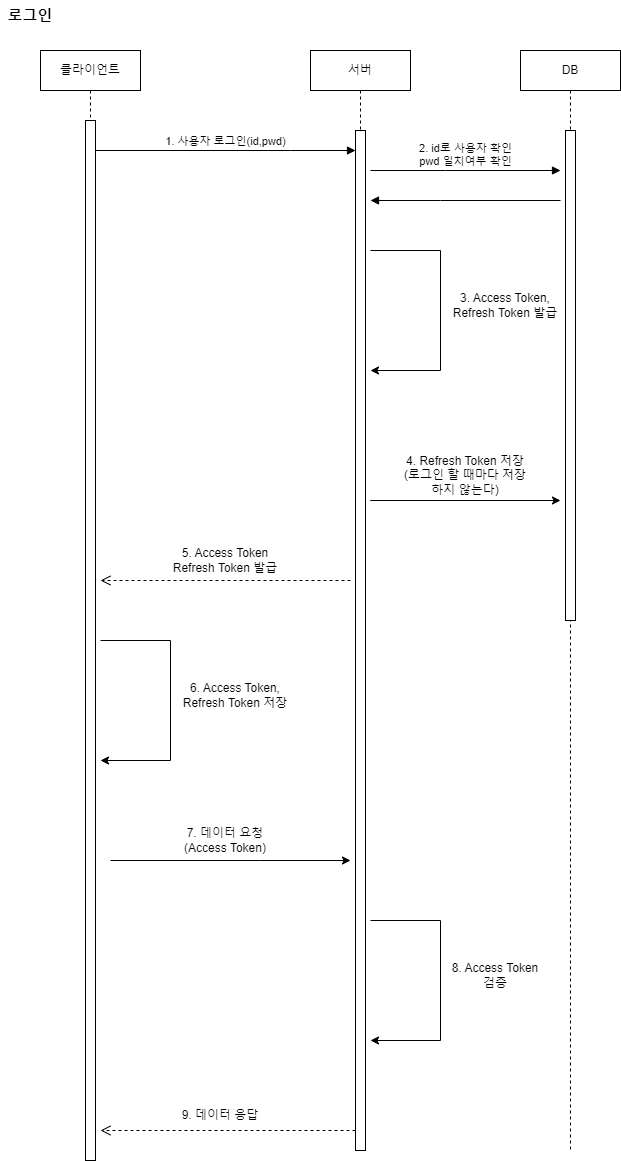 로그인
클라이언트
서버
DB
1. 사용자 로그인(id,pwd)
2. id로 사용자 확인
pwd 일치여부 확인
3. Access Token,
Refresh Token 발급
4. Refresh Token 저장
(로그인 할 때마다 저장
하지 않는다)
5. Access Token
Refresh Token 발급
6. Access Token,
Refresh Token 저장
7. 데이터 요청
(Access Token)
8. Access Token
검증
9. 데이터 응답